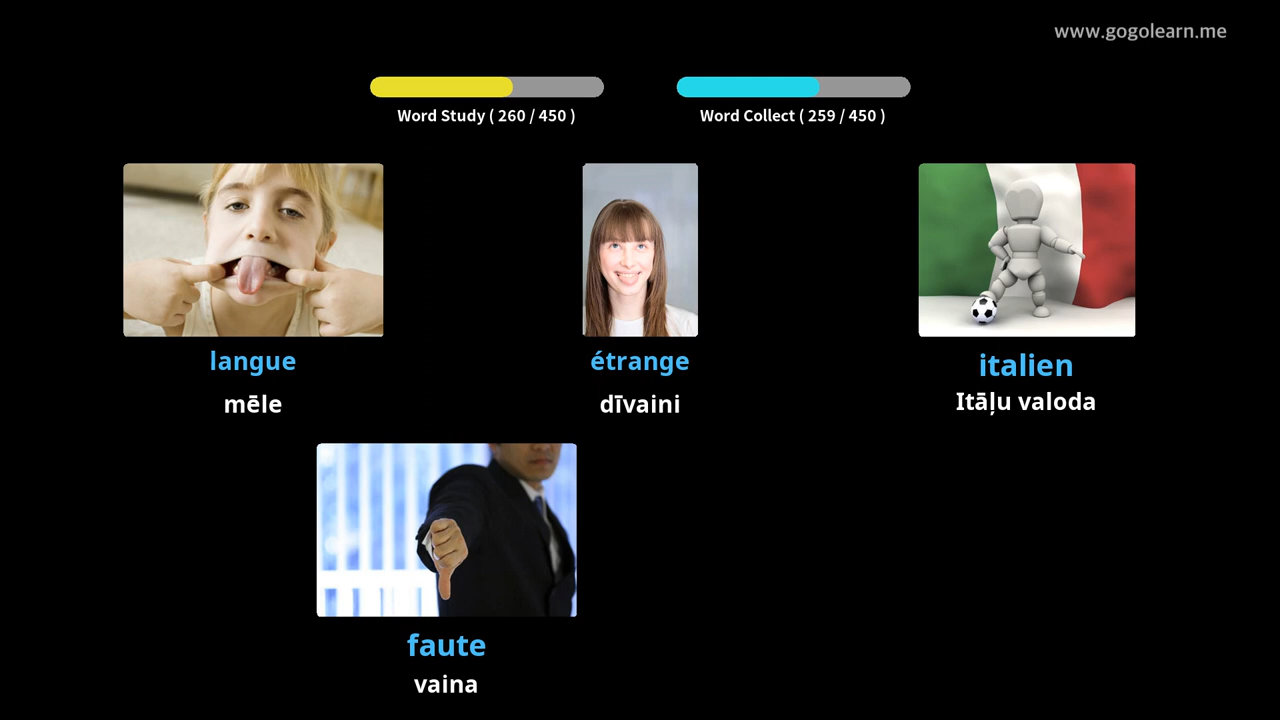 www.gogolearn.me
Word Study ( 260 / 450 )
Word Collect ( 259 / 450 )
langue
mēle
étrange
dīvaini
italien
Itāļu valoda
faute
vaina